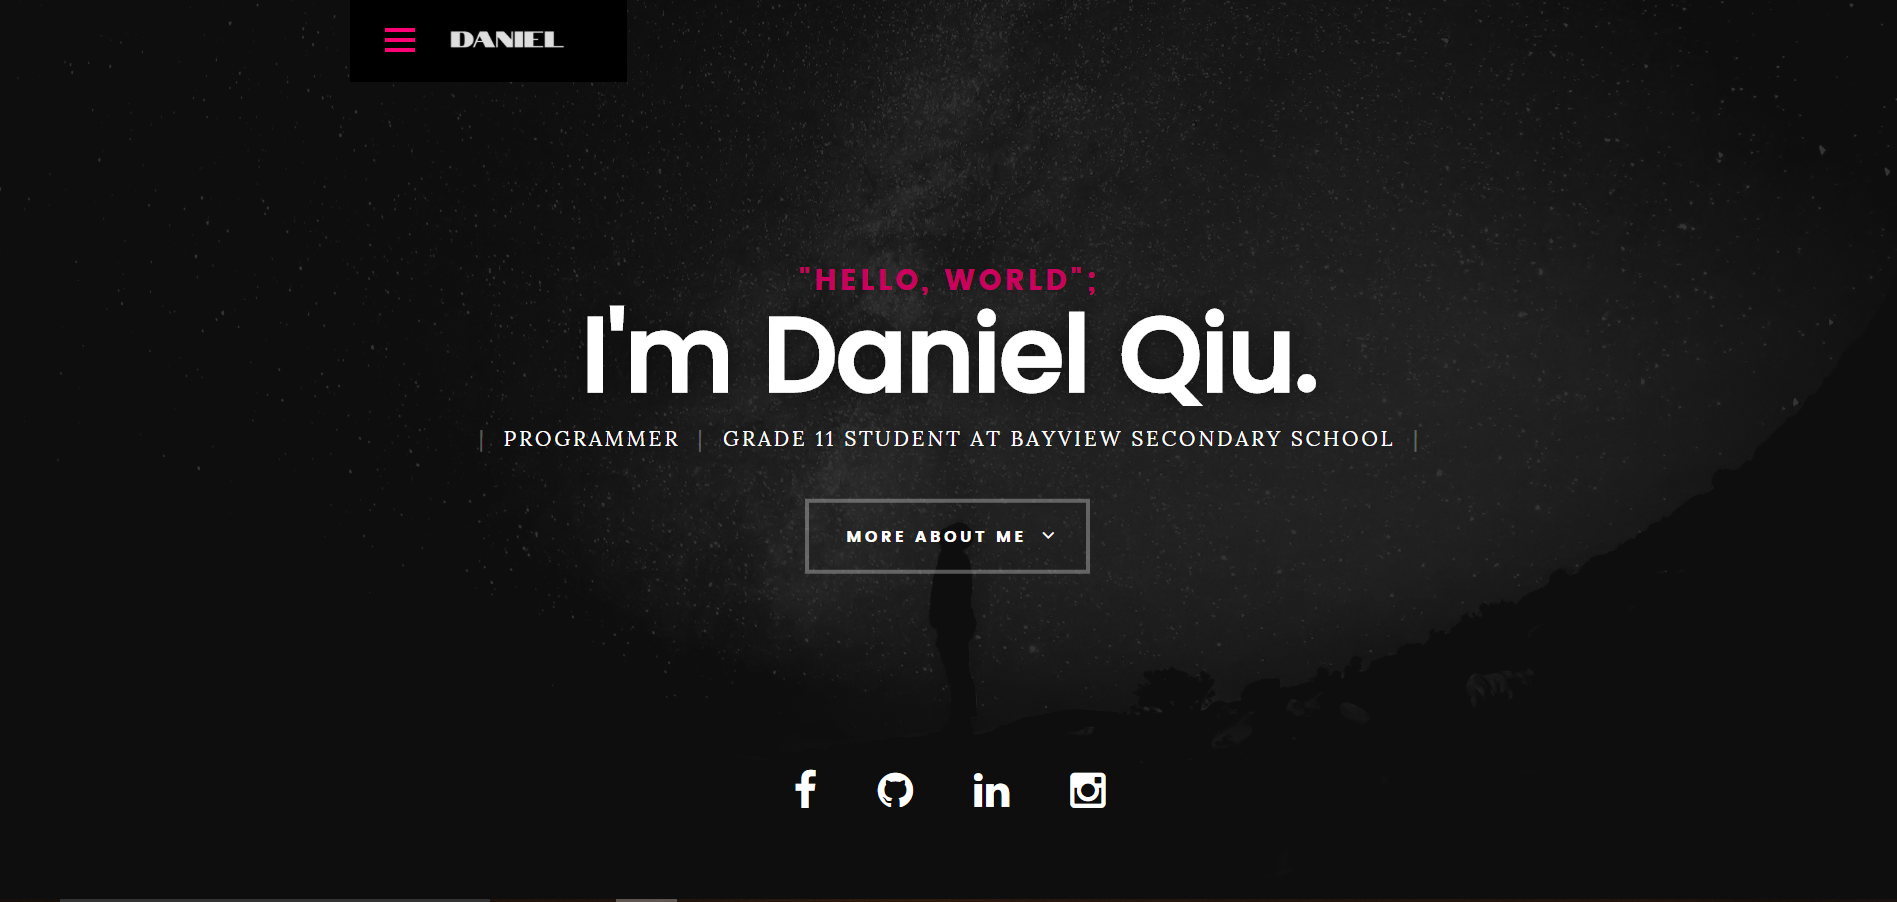 DANIEL
"HELLO, WORLD";
I'm Daniel Qiu.
| PROGRAMMER | GRADE 11 STUDENT AT BAYVIEW SECONDARY SCHOOL |
MORE ABOUT ME